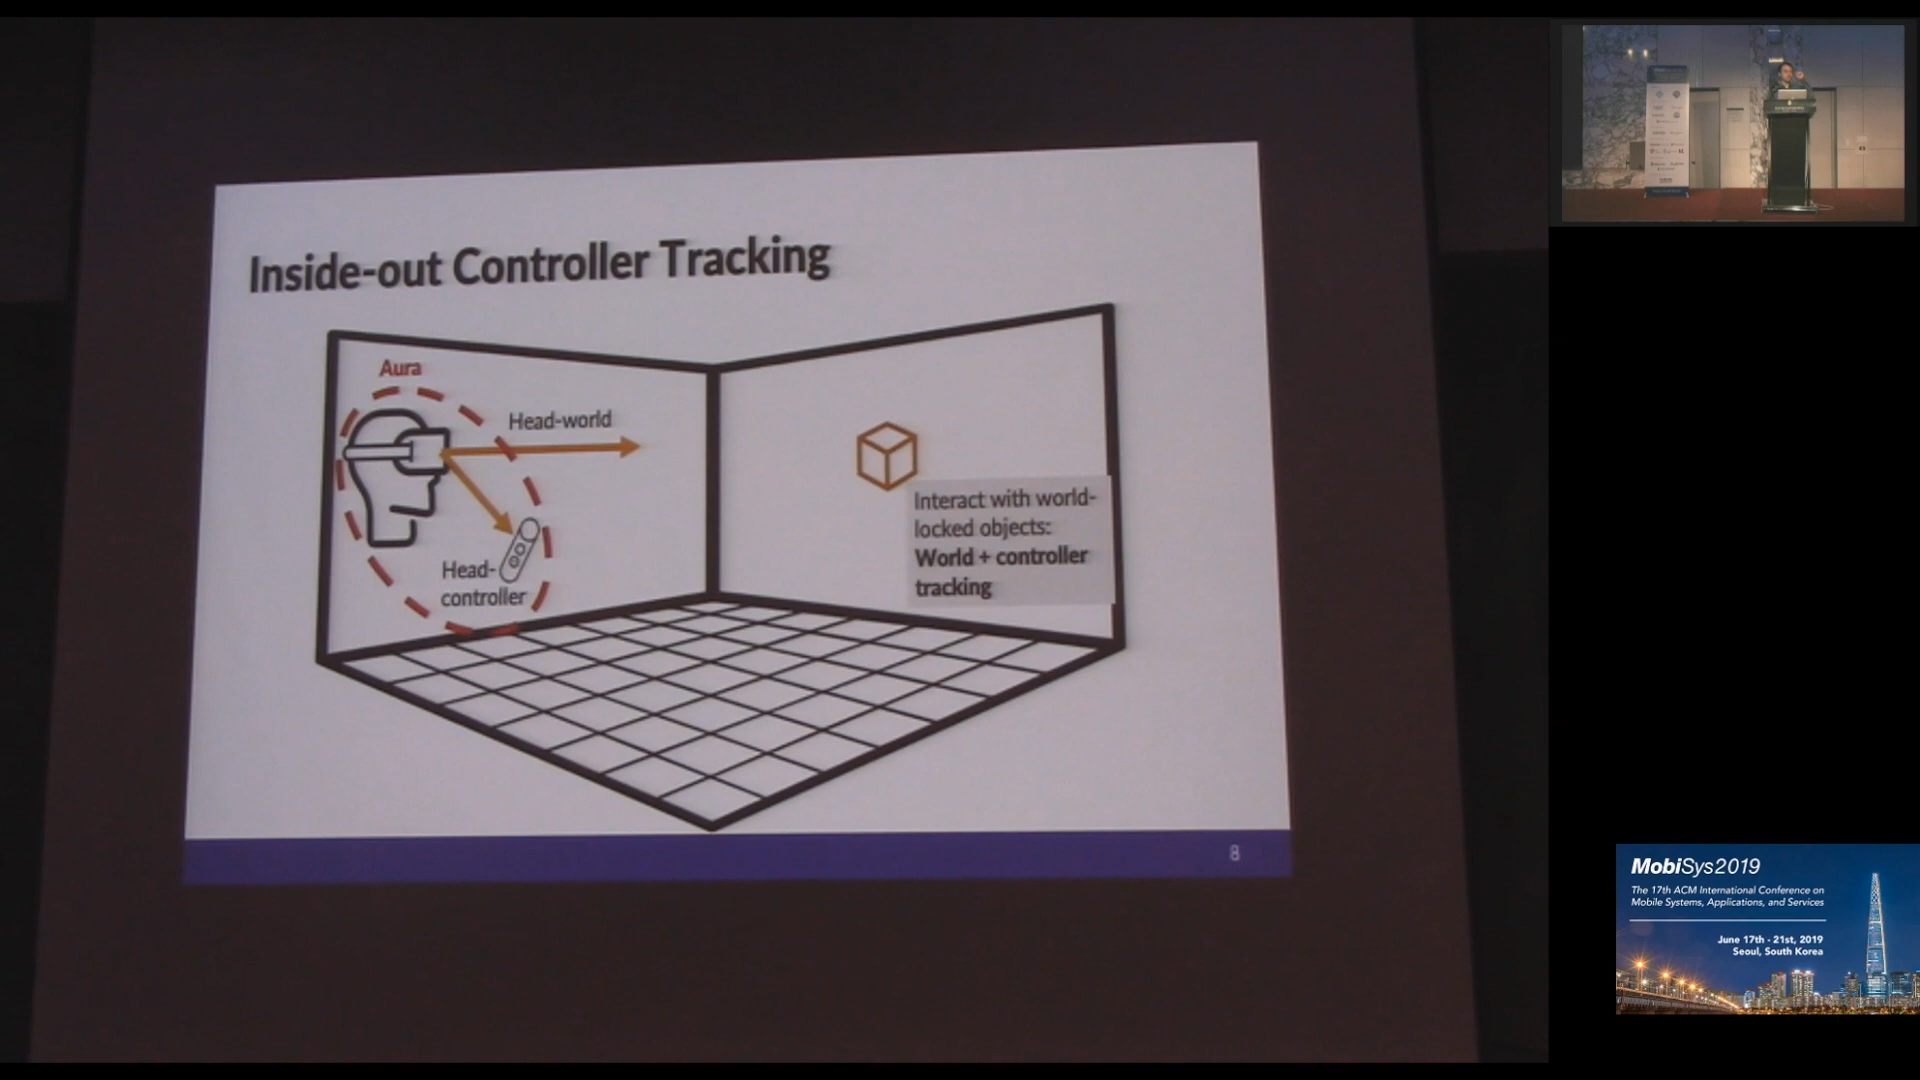 Inside-out Controller Tracking
Aura
Head-world
Head-
controller
Interact with world-
locked objects:
World + controller
tracking
8
MobiSys2019
The 17th ACM International Conference on
Mobile Systems, Applications, and Services
June 17th - 21st, 2019
Seoul, South Korea